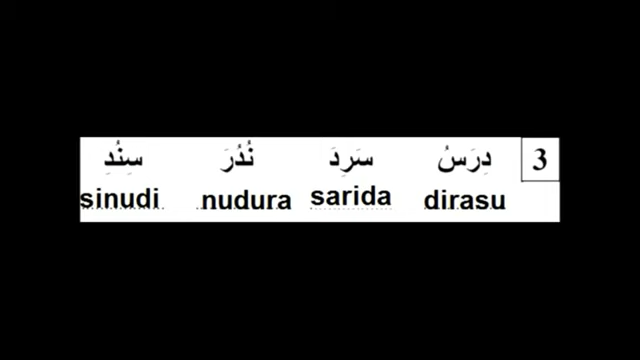 3 دِرَسُ سَرِدَ نُدُرَ سِنُدِ
sinudi nudura sarida dirasu